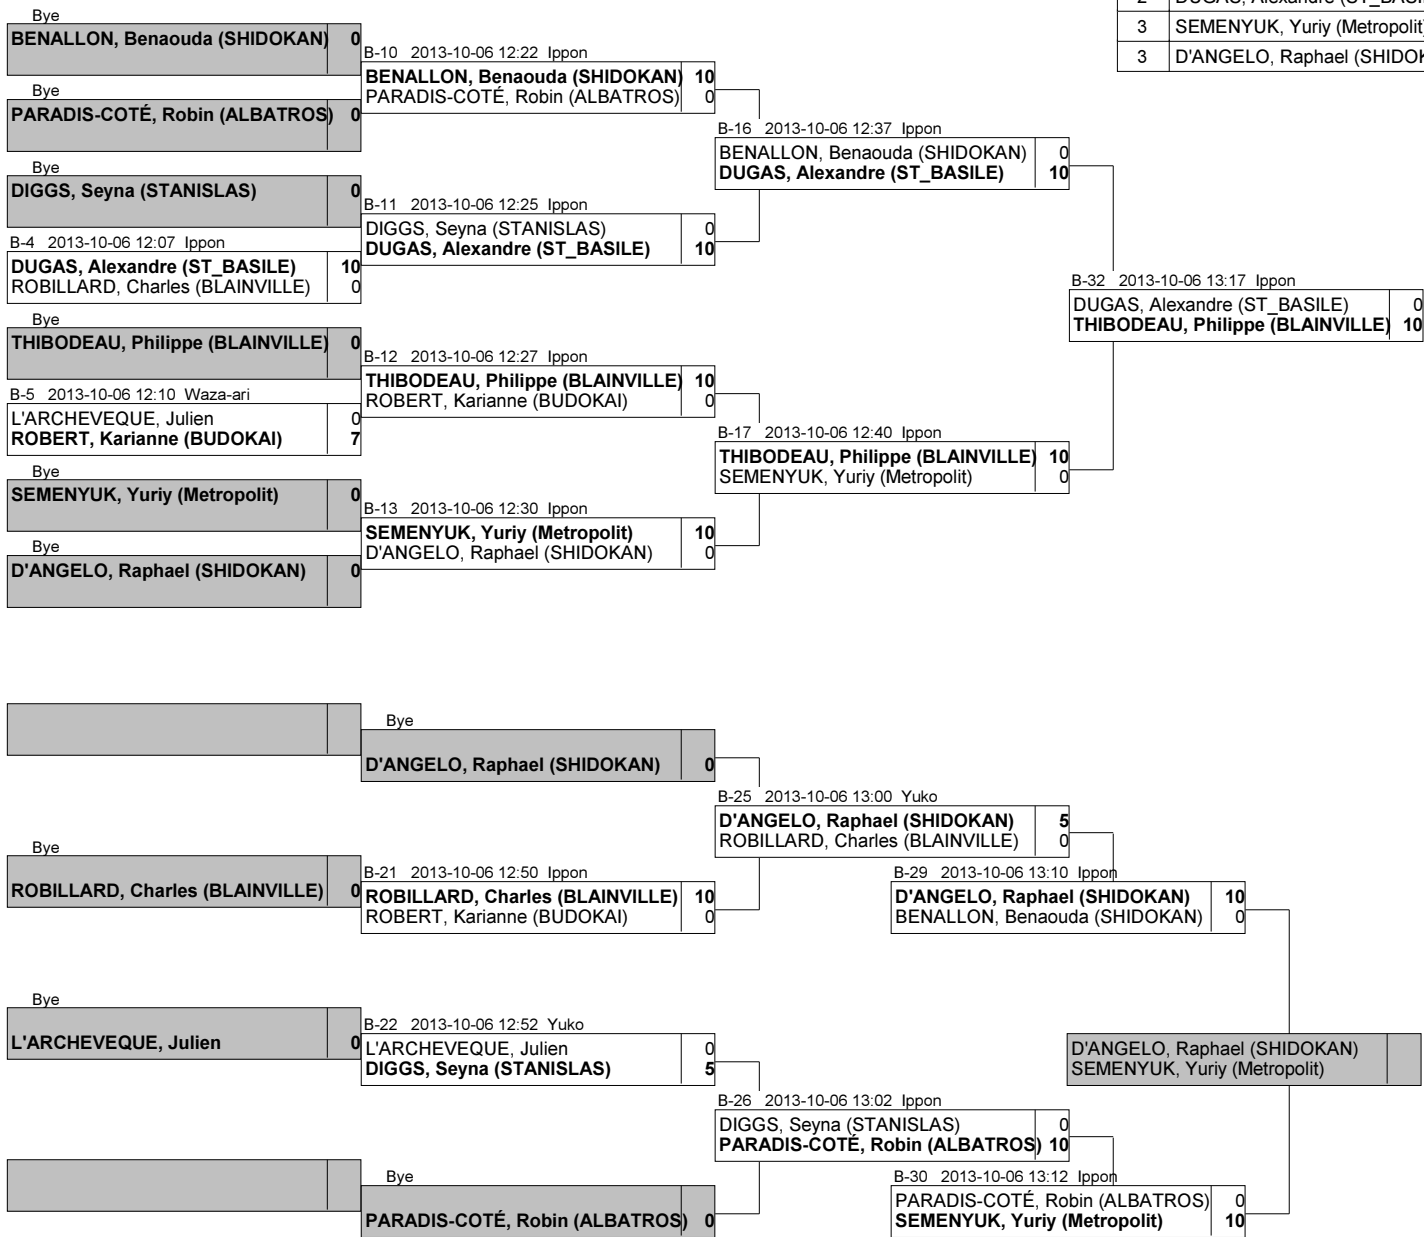 2 DUGAS, Alexandre (ST_BASIL
3 SEMENYUK, Yuriy (Metropolit)
3 D'ANGELO, Raphael (SHIDOK
Bye
BENALLON, Benaouda (SHIDOKAN) 0
Bye
PARADIS-COTÉ, Robin (ALBATROS) 0
Bye
DIGGS, Seyna (STANISLAS) 0
B-4 2013-10-06 12:07 Ippon
DUGAS, Alexandre (ST_BASILE) 10
ROBILLARD, Charles (BLAINVILLE) 0
Bye
THIBODEAU, Philippe (BLAINVILLE) 0
B-5 2013-10-06 12:10 Waza-ari
L'ARCHEVEQUE, Julien 0
ROBERT, Karianne (BUDOKAI) 7
Bye
SEMENYUK, Yuriy (Metropolit) 0
Bye
D'ANGELO, Raphael (SHIDOKAN) 0
B-10 2013-10-06 12:22 Ippon
BENALLON, Benaouda (SHIDOKAN) 10
PARADIS-COTÉ, Robin (ALBATROS) 0
B-11 2013-10-06 12:25 Ippon
DIGGS, Seyna (STANISLAS) 0
DUGAS, Alexandre (ST_BASILE) 10
B-12 2013-10-06 12:27 Ippon
THIBODEAU, Philippe (BLAINVILLE) 10
ROBERT, Karianne (BUDOKAI) 0
B-13 2013-10-06 12:30 Ippon
SEMENYUK, Yuriy (Metropolit) 10
D'ANGELO, Raphael (SHIDOKAN) 0
B-16 2013-10-06 12:37 Ippon
BENALLON, Benaouda (SHIDOKAN) 0
DUGAS, Alexandre (ST_BASILE) 10
B-17 2013-10-06 12:40 Ippon
THIBODEAU, Philippe (BLAINVILLE) 10
SEMENYUK, Yuriy (Metropolit) 0
B-32 2013-10-06 13:17 Ippon
DUGAS, Alexandre (ST_BASILE) 0
THIBODEAU, Philippe (BLAINVILLE) 10
Bye
ROBILLARD, Charles (BLAINVILLE) 0
Bye
L'ARCHEVEQUE, Julien 0
Bye
D'ANGELO, Raphael (SHIDOKAN) 0
B-21 2013-10-06 12:50 Ippon
ROBILLARD, Charles (BLAINVILLE) 10
ROBERT, Karianne (BUDOKAI) 0
B-22 2013-10-06 12:52 Yuko
L'ARCHEVEQUE, Julien 0
DIGGS, Seyna (STANISLAS) 5
Bye
PARADIS-COTÉ, Robin (ALBATROS) 0
B-25 2013-10-06 13:00 Yuko
D'ANGELO, Raphael (SHIDOKAN) 5
ROBILLARD, Charles (BLAINVILLE) 0
B-26 2013-10-06 13:02 Ippon
DIGGS, Seyna (STANISLAS) 0
PARADIS-COTÉ, Robin (ALBATROS) 10
B-29 2013-10-06 13:10 Ippon
D'ANGELO, Raphael (SHIDOKAN) 10
BENALLON, Benaouda (SHIDOKAN) 0
B-30 2013-10-06 13:12 Ippon
PARADIS-COTÉ, Robin (ALBATROS) 0
SEMENYUK, Yuriy (Metropolit) 10
D'ANGELO, Raphael (SHIDOKAN)
SEMENYUK, Yuriy (Metropolit)